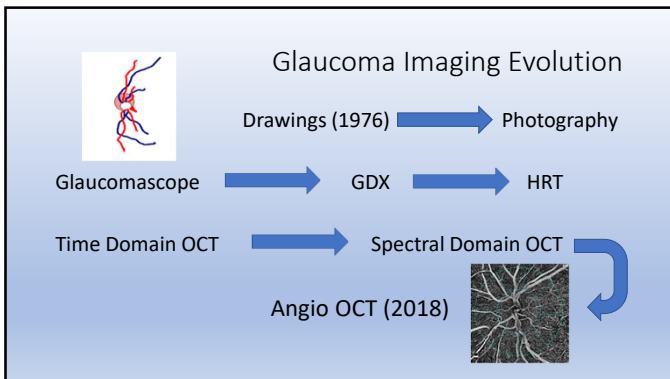 Glaucoma Imaging Evolution
Drawings (1976) Photography
Glaucomascope GDX HRT
Time Domain OCT Spectral Domain OCT
Angio OCT (2018)